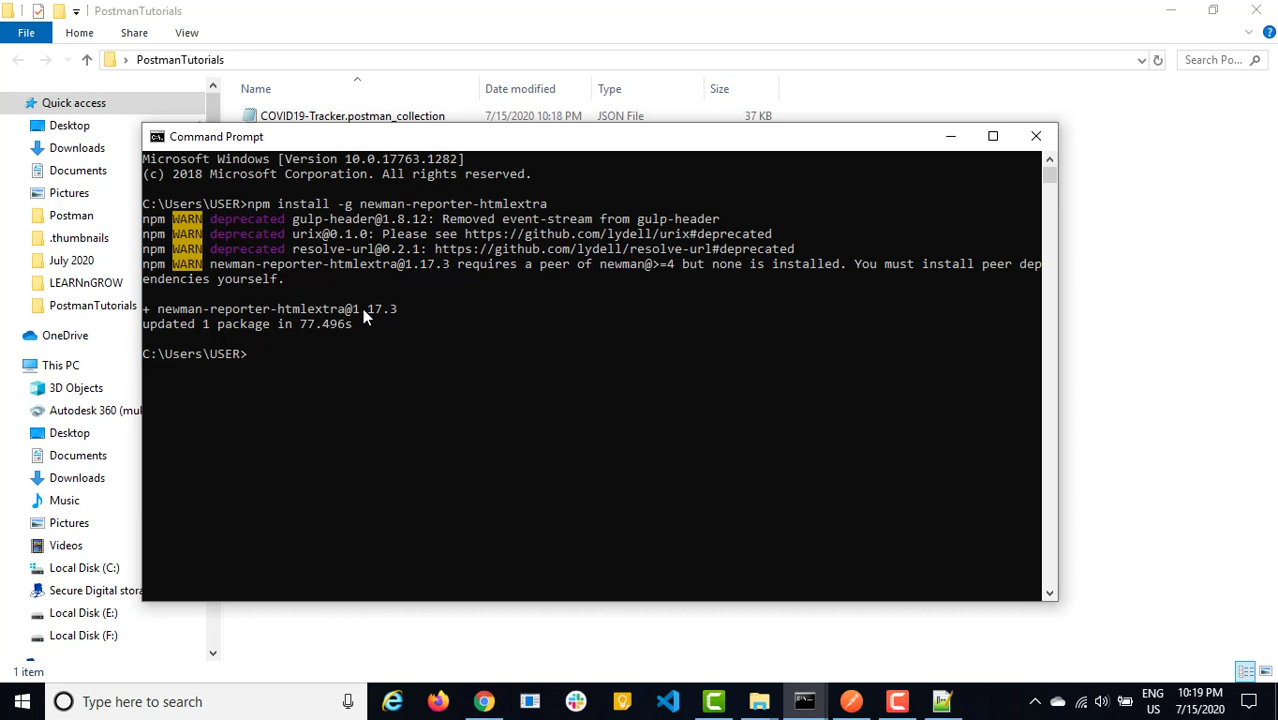 PostmanTutorials
File
Home
Share
View
PostmanTutorials
Search Po...
Name
Date modified
Type
Size
Quick access
Desktop
Downloads
Documents
Pictures
Postman
.thumbnails
July 2020
LEARNnGROW
PostmanTutorials
OneDrive
This PC
3D Objects
Autodesk 360 (mul
Desktop
Documents
Downloads
Music
Pictures
Videos
Local Disk (C:)
Secure Digital stora
Local Disk (E:)
Local Disk (F:)
COVID19-Tracker.postman_collection
7/15/2020 10:18 PM
JSON File
37 KB
Command Prompt
Microsoft Windows [Version 10.0.17763.1282]
(c) 2018 Microsoft Corporation. All rights reserved.
C:\Users\USER>npm install -g newman-reporter-htmlextra
npm WARN deprecated gulp-header@1.8.12: Removed event-stream from gulp-header
npm WARN deprecated urix@0.1.0: Please see https://github.com/lydell/urix#deprecated
npm WARN deprecated resolve-url@0.2.1: https://github.com/lydell/resolve-url#deprecated
npm WARN newman-reporter-htmlextra@1.17.3 requires a peer of newman@>=4 but none is installed. You must install peer dep
endencies yourself.
+ newman-reporter-htmlextra@1.17.3
updated 1 package in 77.496s
C:\Users\USER>
1 item
Type here to search
ENG
US
10:19 PM
7/15/2020